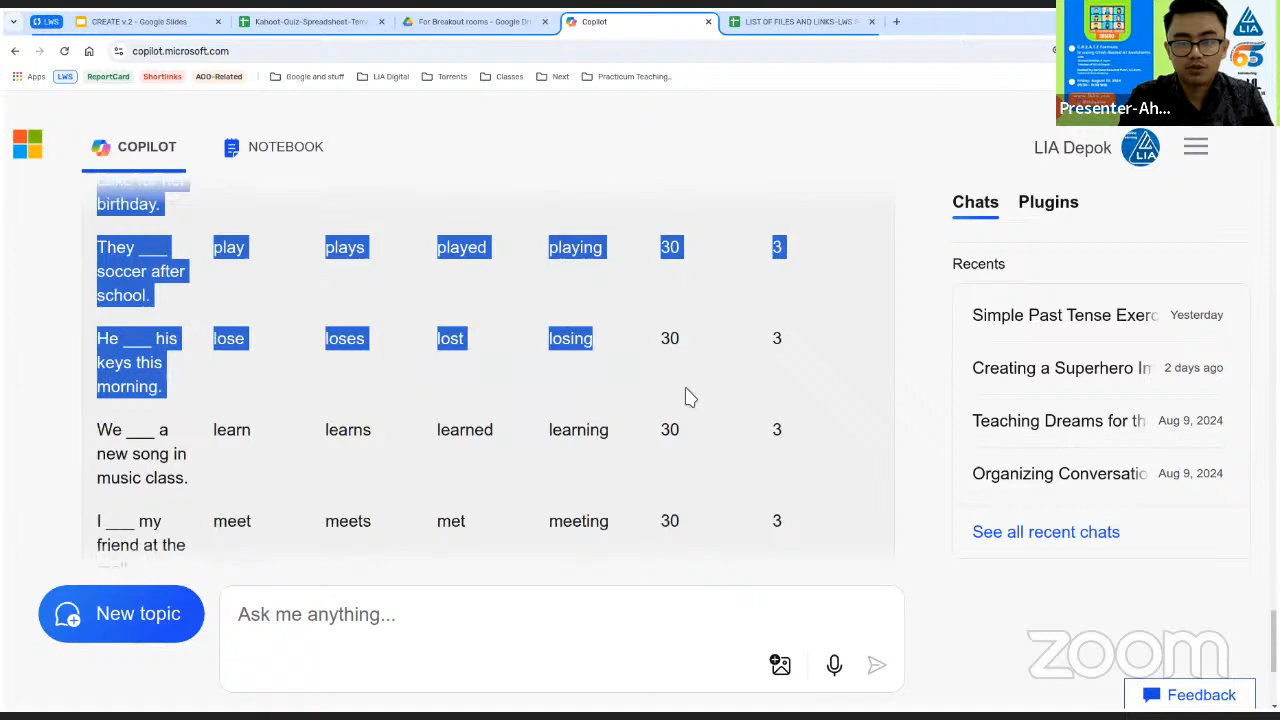 LWS
CREATE v.2 - Google Slides
Kahoot-Quiz-Spreadsheet-Tem
For Breakout rooms - Google Dr
Copilot
LIST OF FILES AND LINKS-LWS
copilot.microsoft.com
Apps
LWS
ReportCard
Shortlinks
AOO-Related
Google and stuff
LIADigital
Torrents
Classes
Next
Practicum Teaching..
Presenter-Ah...
COPILOT
NOTEBOOK
LIA Depok
LIA
Chats
Plugins
birthday.
They ___ soccer after school.
play
plays
played
playing
30
3
He ___ his keys this morning.
lose
loses
lost
losing
30
3
We ___ a new song in music class.
learn
learns
learned
learning
30
3
I ___ my friend at the
meet
meets
met
meeting
30
3
Recents
Simple Past Tense Exerc
Yesterday
Creating a Superhero Im
2 days ago
Teaching Dreams for th
Aug 9, 2024
Organizing Conversatio
Aug 9, 2024
See all recent chats
New topic
Ask me anything...
zoom
Feedback